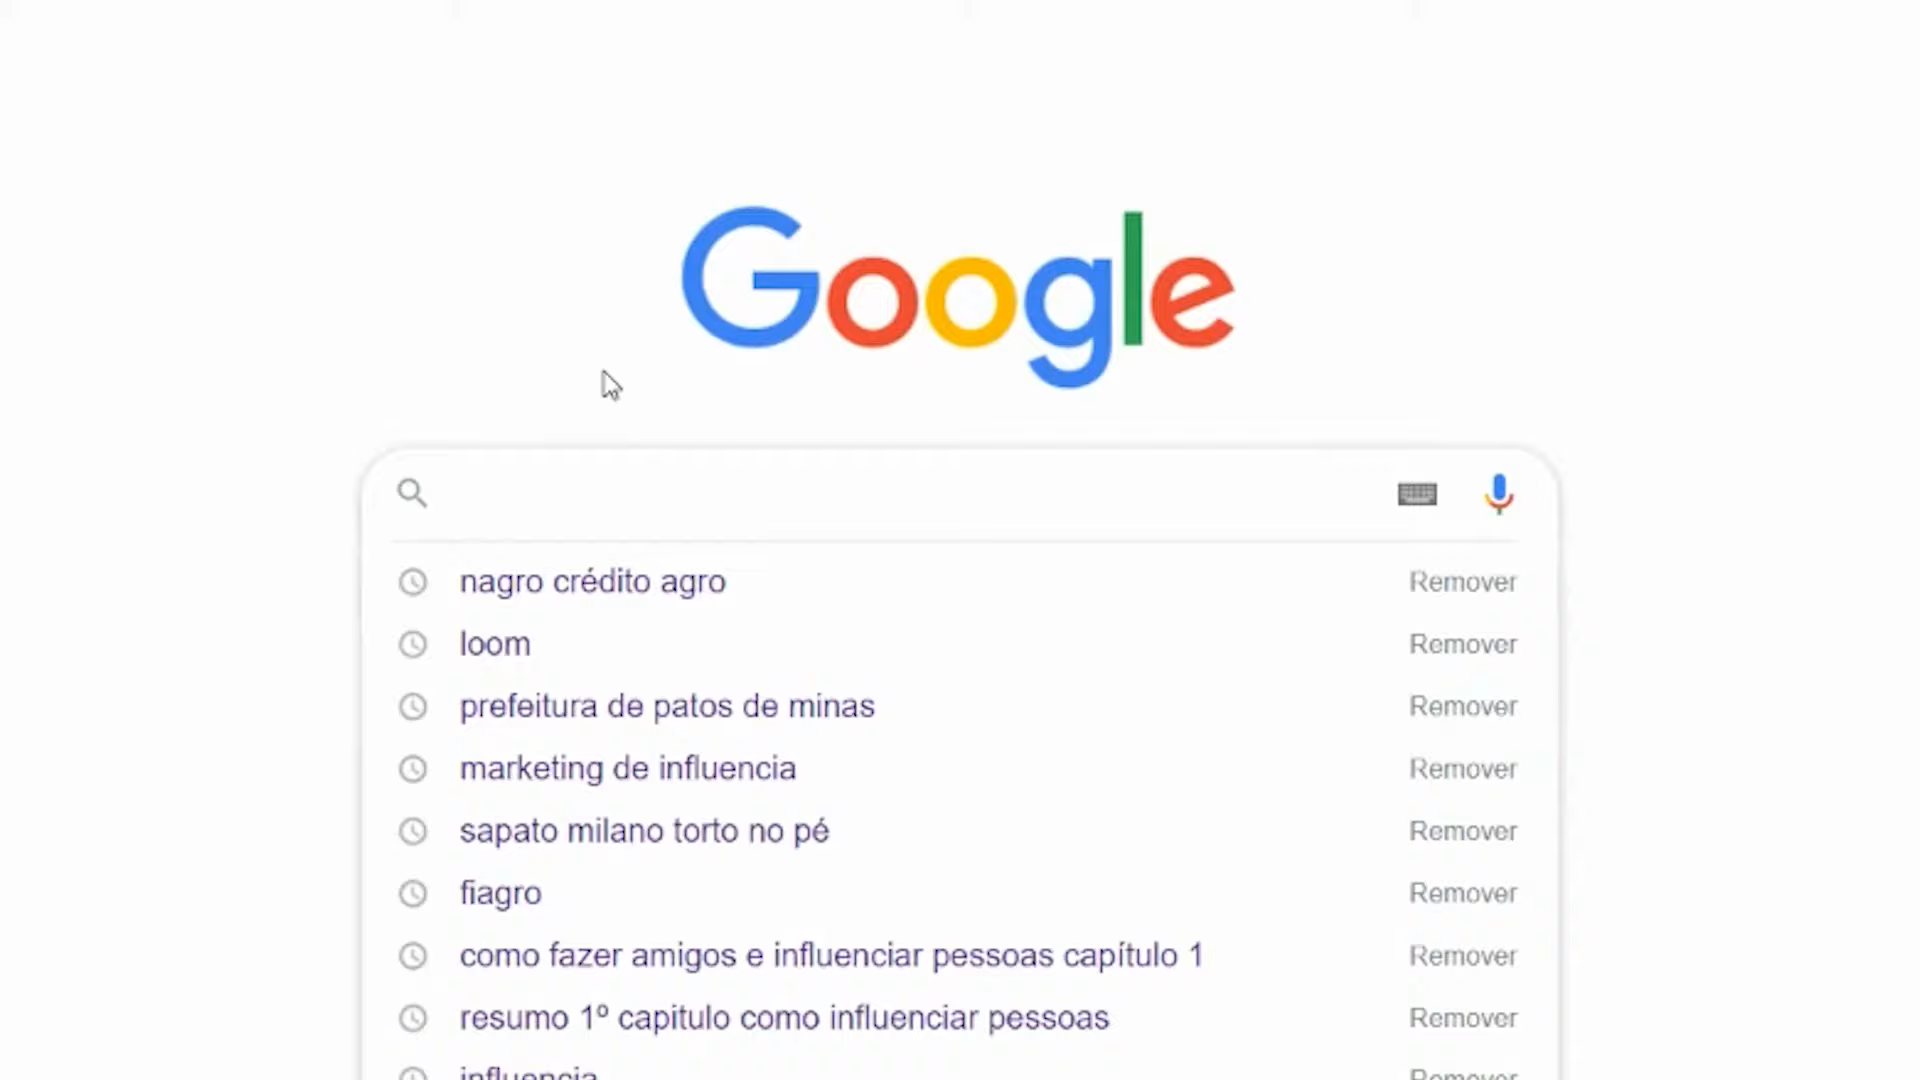 Google
nagro crédito agro Remover
loom Remover
prefeitura de patos de minas Remover
marketing de influencia Remover
sapato milano torto no pé Remover
fiagro Remover
como fazer amigos e influenciar pessoas capítulo 1 Remover
resumo 1º capitulo como influenciar pessoas Remover
influencia Remover